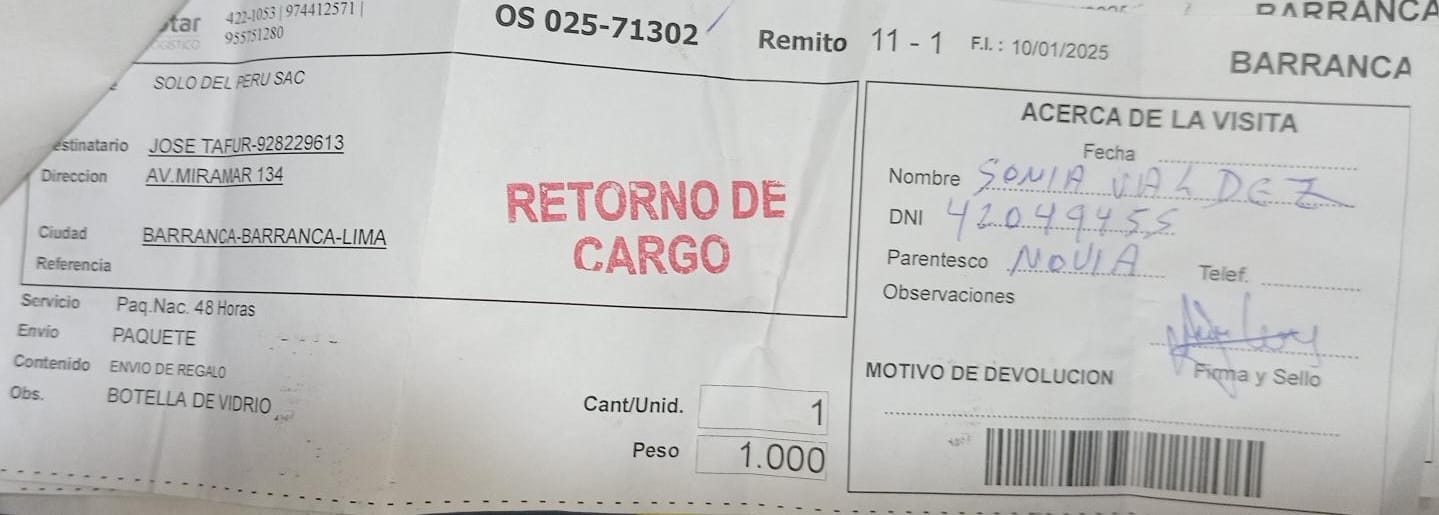 422-1053 | 974412571 |
955751280
OS 025-71302
Remito 11 - 1
F.I. : 10/01/2025
BARRANCA
BARRANCA
SOLO DEL PERU SAC
estinatario JOSE TAFUR-928229613
Direccion AV.MIRAMAR 134
Ciudad BARRANCA-BARRANCA-LIMA
Referencia
RETORNO DE
CARGO
Servicio Paq.Nac. 48 Horas
Envio PAQUETE
Contenido ENVIO DE REGALO
Obs. BOTELLA DE VIDRIO
Cant/Unid. 1
Peso 1.000
ACERCA DE LA VISITA
Fecha
Nombre SONIA VALDEZ
DNI 42049455
Parentesco NOVIA
Telef.
Observaciones
Firma y Sello
MOTIVO DE DEVOLUCION